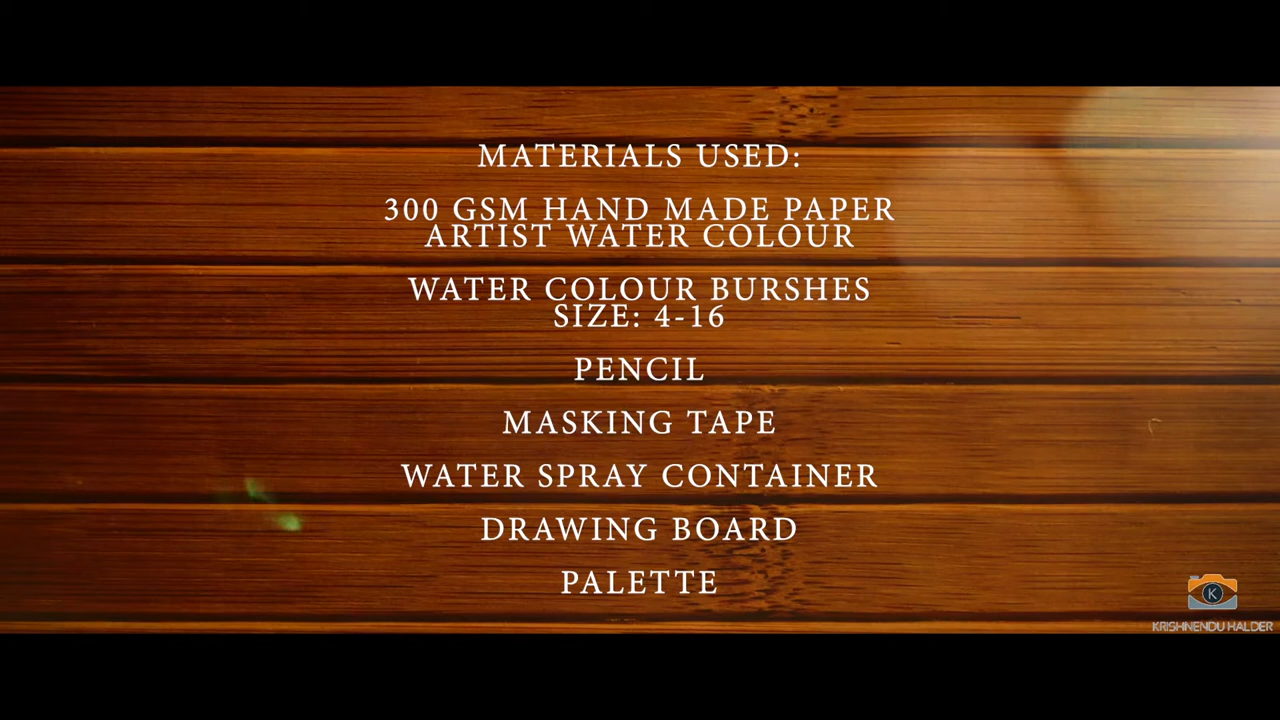 MATERIALS USED:
300 GSM HAND MADE PAPER
ARTIST WATER COLOUR
WATER COLOUR BURSHES
SIZE: 4-16
PENCIL
MASKING TAPE
WATER SPRAY CONTAINER
DRAWING BOARD
PALETTE
K
KRISHNENDU HALDER